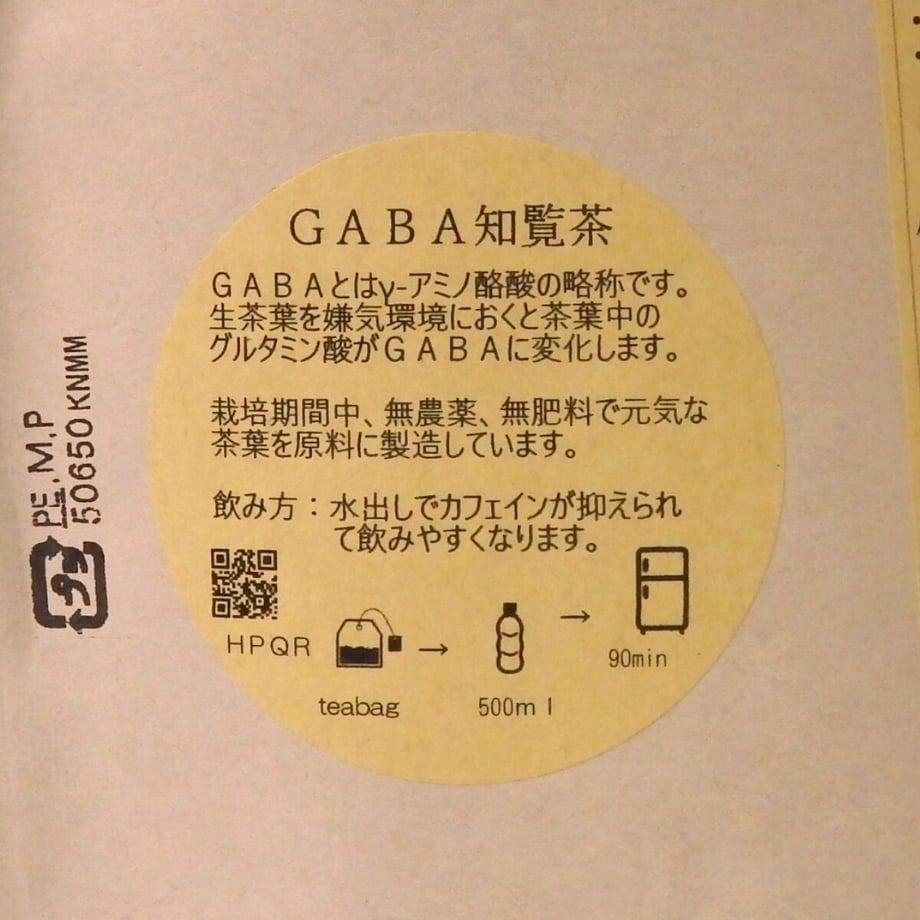 ＧＡＢＡ知覧茶
ＧＡＢＡとはγ-アミノ酪酸の略称です。
生茶葉を嫌気環境におくと茶葉中の
グルタミン酸がＧＡＢＡに変化します。
栽培期間中、無農薬、無肥料で元気な
茶葉を原料に製造しています。
飲み方：水出しでカフェインが抑えられ
て飲みやすくなります。
HPQR
→
→
90min
teabag
500mｌ
プラ
PE,M,P
50650KNMM